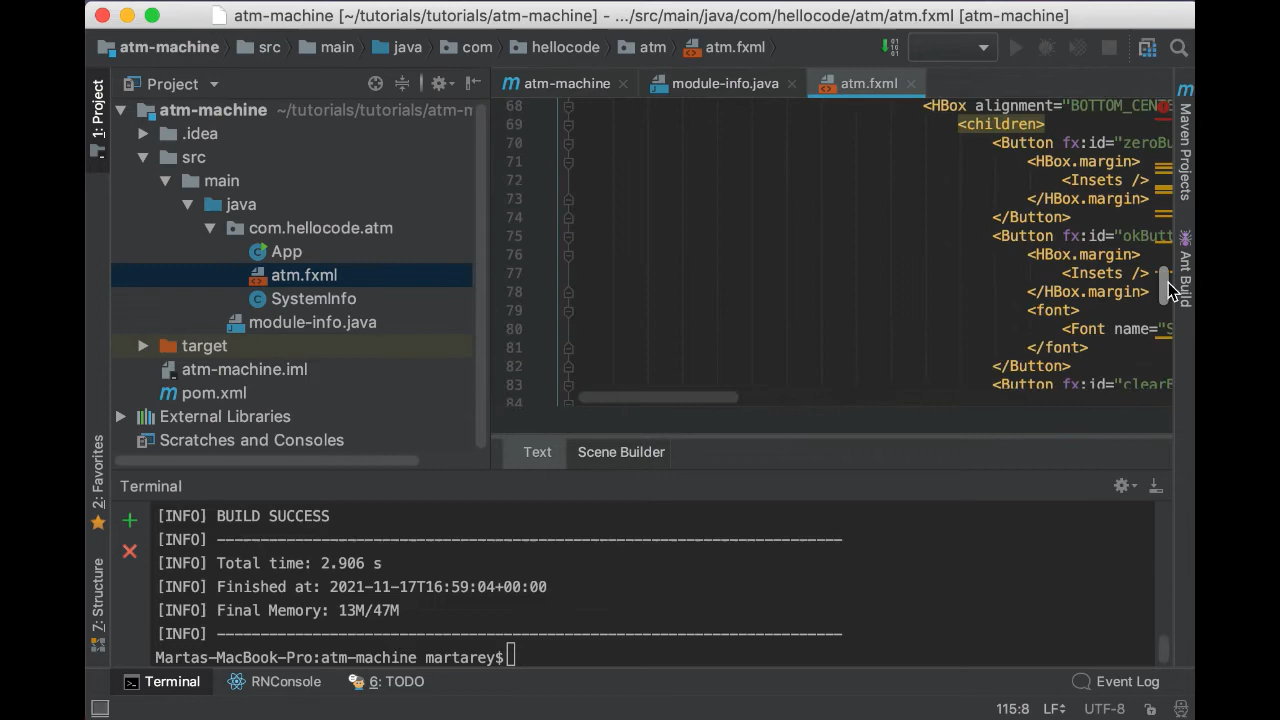 atm-machine [~/tutorials/tutorials/atm-machine] - .../src/main/java/com/hellocode/atm/atm.fxml [atm-machine]
atm-machine src main java com hellocode atm atm.fxml
1: Project
Project
atm-machine module-info.java atm.fxml
atm-machine ~/tutorials/tutorials/atm-m
.idea
src
main
java
com.hellocode.atm
App
atm.fxml
SystemInfo
module-info.java
target
atm-machine.iml
pom.xml
External Libraries
Scratches and Consoles
68 <HBox alignment="BOTTOM_CENTE
69 <children>
70 <Button fx:id="zeroBu
71 <HBox.margin>
72 <Insets />
73 </HBox.margin>
74 </Button>
75 <Button fx:id="okButt
76 <HBox.margin>
77 <Insets />
78 </HBox.margin>
79 <font>
80 <Font name="S
81 </font>
82 </Button>
83 <Button fx:id="clearB
84
Maven Projects
Ant Build
Text Scene Builder
2: Favorites
7: Structure
Terminal
[INFO] BUILD SUCCESS
[INFO] ------------------------------------------------------------------------
[INFO] Total time: 2.906 s
[INFO] Finished at: 2021-11-17T16:59:04+00:00
[INFO] Final Memory: 13M/47M
[INFO] ------------------------------------------------------------------------
Martas-MacBook-Pro:atm-machine martarey$
Terminal RNConsole 6: TODO Event Log
115:8 LF UTF-8